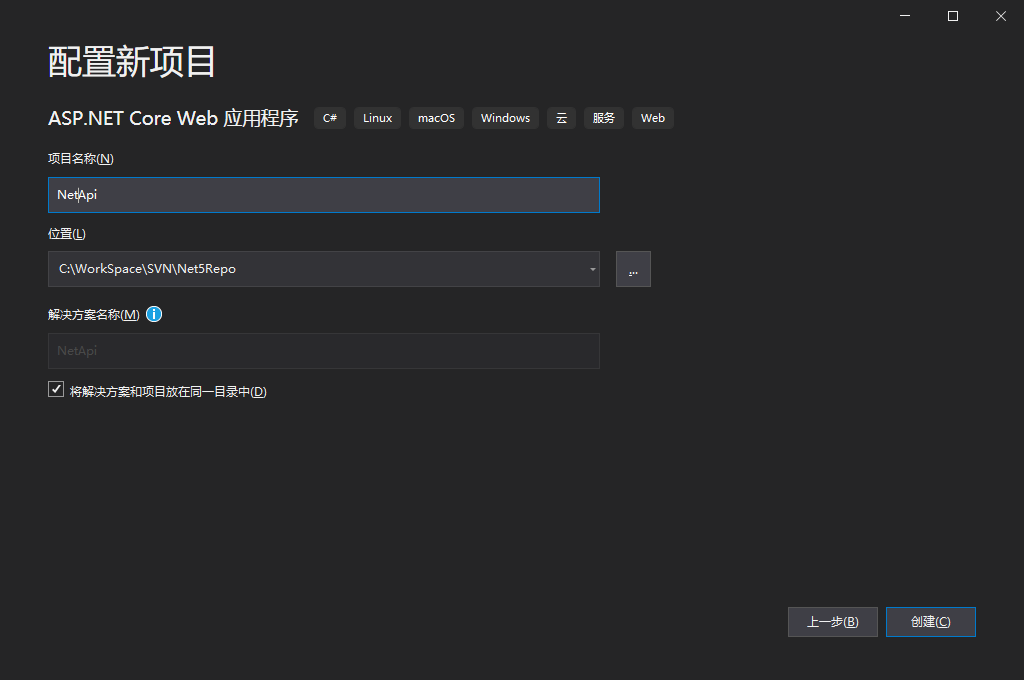 配置新项目
ASP.NET Core Web 应用程序 C# Linux macOS Windows 云 服务 Web
项目名称(N)
NetApi
位置(L)
C:\WorkSpace\SVN\Net5Repo
...
解决方案名称(M) i
NetApi
将解决方案和项目放在同一目录中(D)
上一步(B) 创建(C)